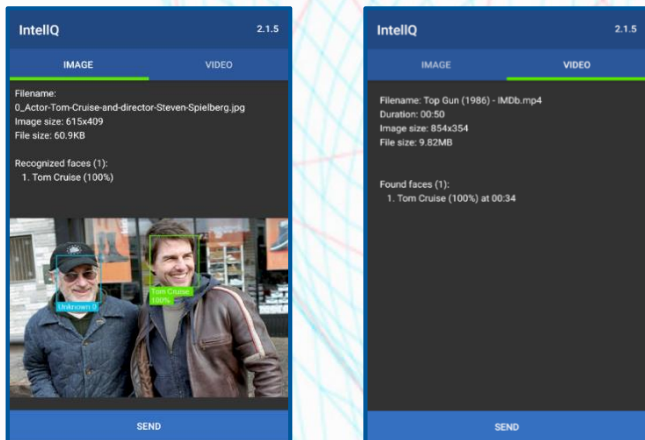 IntellQ 2.1.5
IMAGE VIDEO
Filename:
0_Actor-Tom-Cruise-and-director-Steven-Spielberg.jpg
Image size: 615x409
File size: 60.9KB
Recognized faces (1):
1. Tom Cruise (100%)
Unknown 0
Tom Cruise
100%
SEND
IntellQ 2.1.5
IMAGE VIDEO
Filename: Top Gun (1986) - IMDb.mp4
Duration: 00:50
Image size: 854x354
File size: 9.82MB
Found faces (1):
1. Tom Cruise (100%) at 00:34
SEND